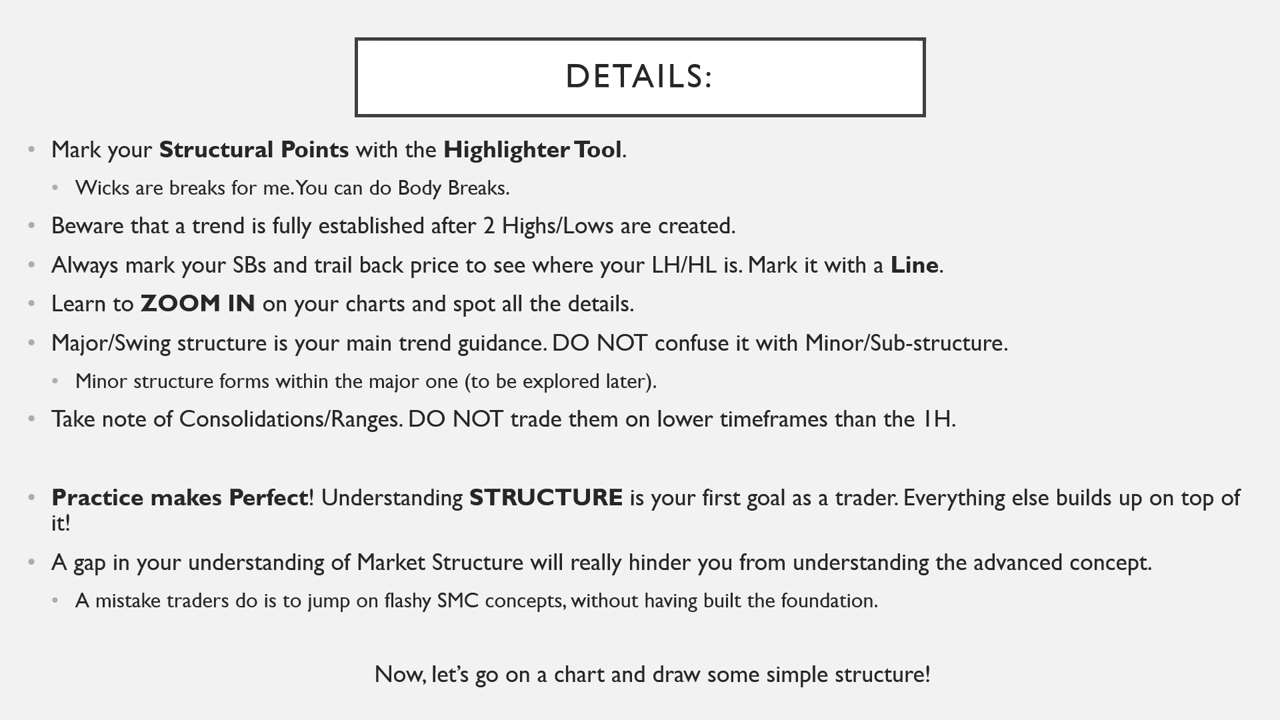 DETAILS:
• Mark your Structural Points with the Highlighter Tool.
• Wicks are breaks for me. You can do Body Breaks.
• Beware that a trend is fully established after 2 Highs/Lows are created.
• Always mark your SBs and trail back price to see where your LH/HL is. Mark it with a Line.
• Learn to ZOOM IN on your charts and spot all the details.
• Major/Swing structure is your main trend guidance. DO NOT confuse it with Minor/Sub-structure.
• Minor structure forms within the major one (to be explored later).
• Take note of Consolidations/Ranges. DO NOT trade them on lower timeframes than the 1H.
• Practice makes Perfect! Understanding STRUCTURE is your first goal as a trader. Everything else builds up on top of
it!
• A gap in your understanding of Market Structure will really hinder you from understanding the advanced concept.
• A mistake traders do is to jump on flashy SMC concepts, without having built the foundation.
Now, let’s go on a chart and draw some simple structure!